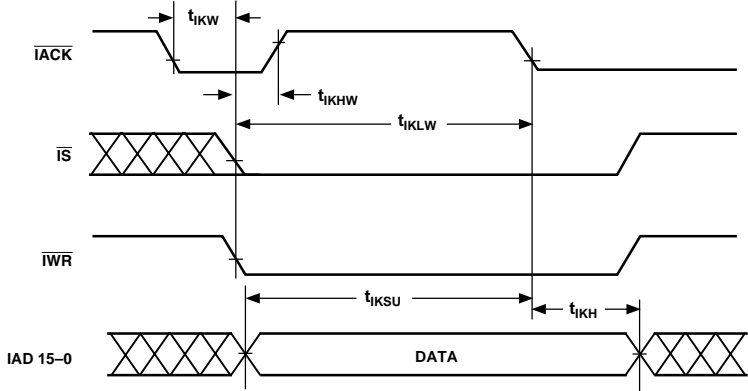 tIKW
IACK
tIKHW
tIKLW
IS
IWR
tIKSU
tIKH
IAD 15–0
DATA